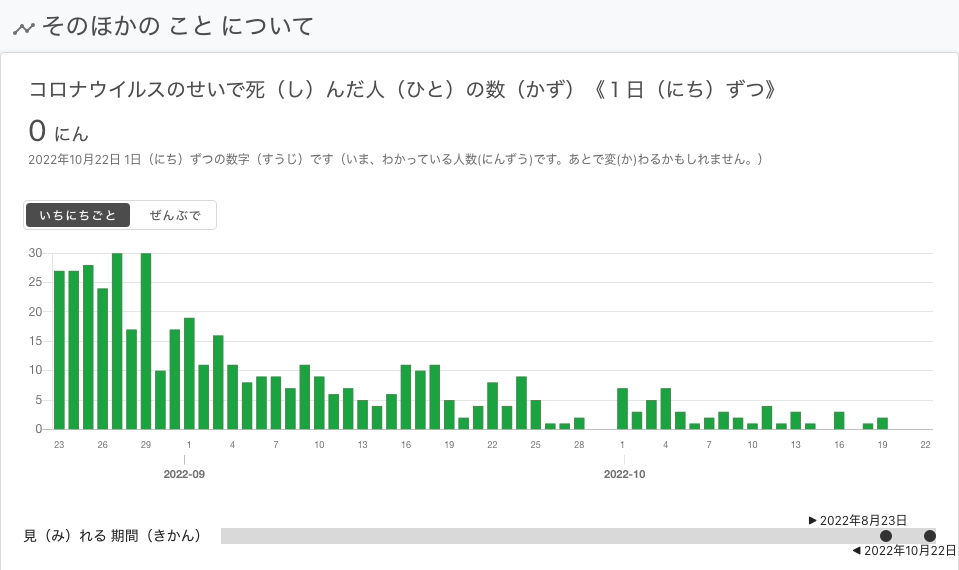 そのほかの こと について
コロナウイルスのせいで死（し）んだ人（ひと）の数（かず）《１日（にち）ずつ》
0 にん
2022年10月22日 1日（にち）ずつの数字（すうじ）です（いま、わかっている人数(にんずう)です。あとで変(か)わるかもしれません。）
いちにちごと ぜんぶで
30
25
20
15
10
5
0
23 26 29 1 4 7 10 13 16 19 22 25 28 1 4 7 10 13 16 19 22
2022-09 2022-10
▶ 2022年8月23日
見（み）れる 期間（きかん）
◀ 2022年10月22日